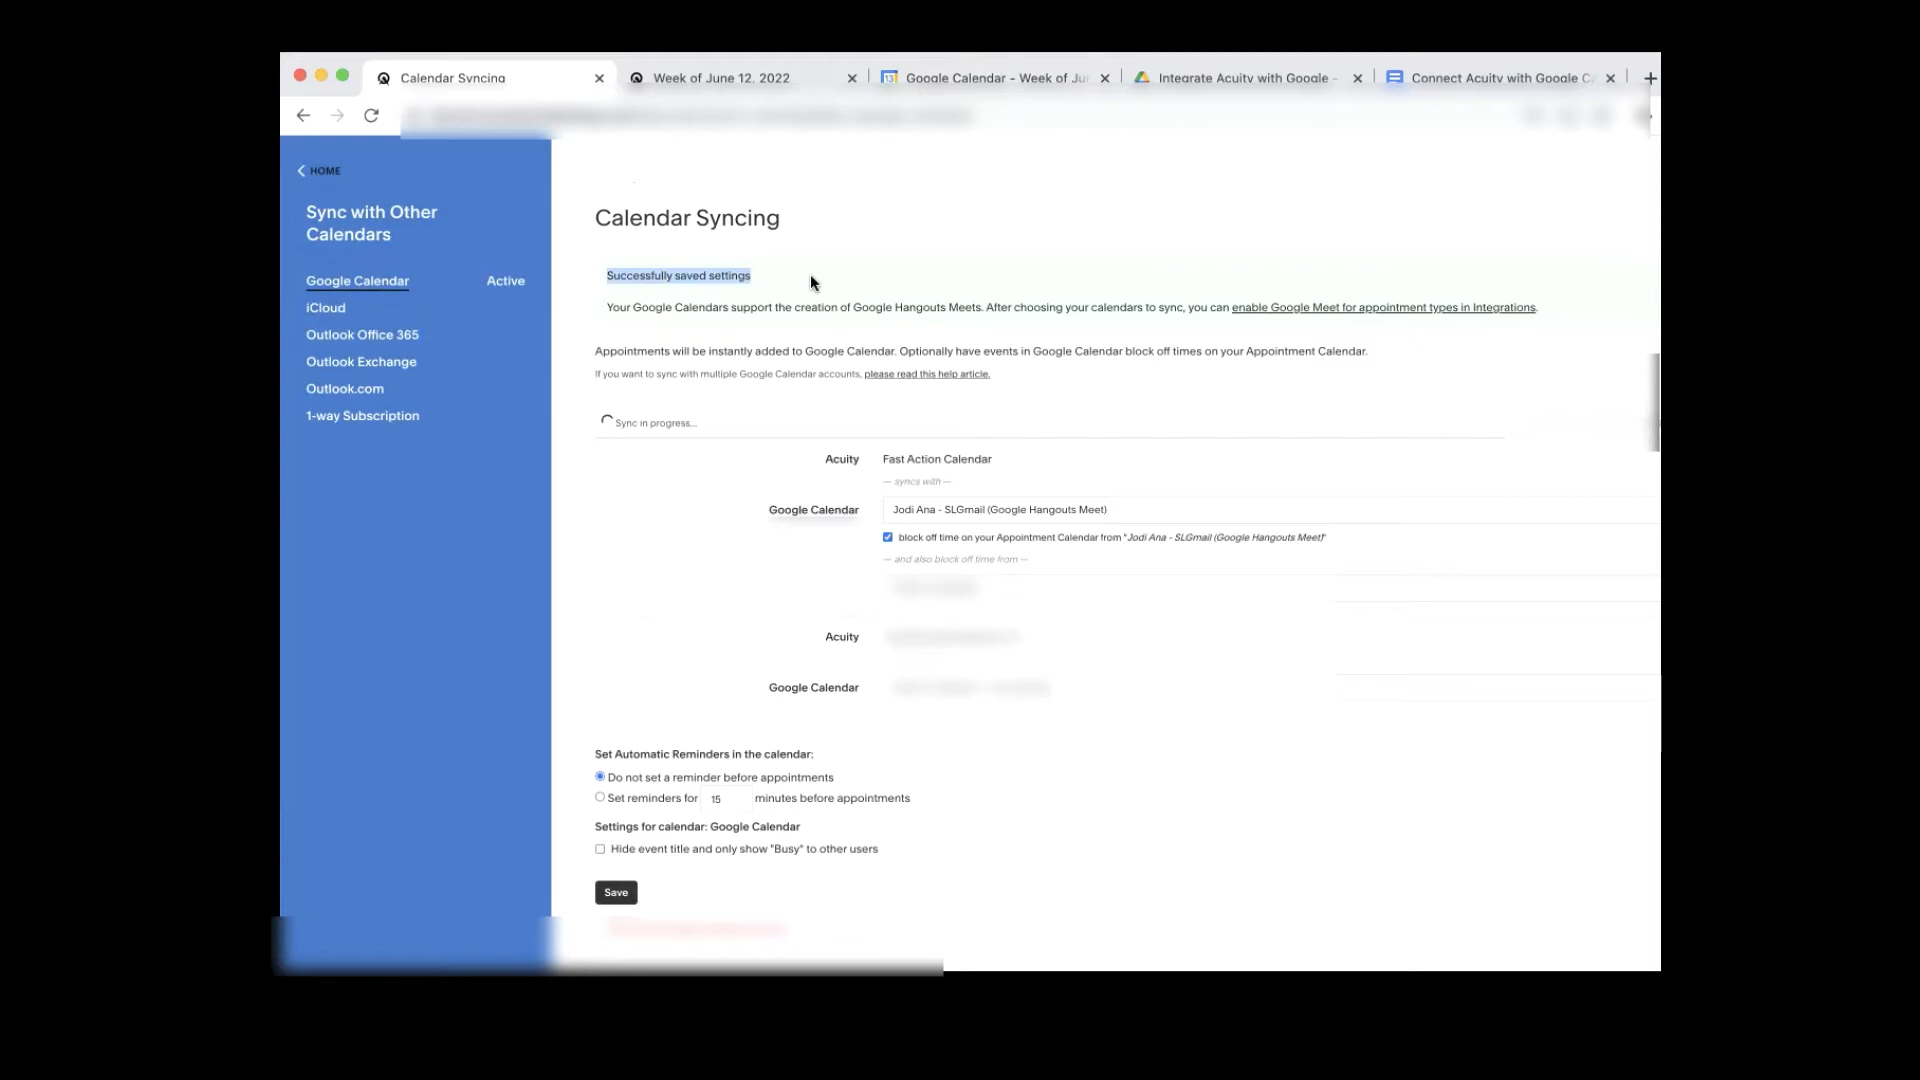 Calendar Syncing
Week of June 12, 2022
Google Calendar - Week of Ju
Integrate Acuity with Google -
Connect Acuity with Google C
HOME
Sync with Other
Calendars
Google Calendar Active
iCloud
Outlook Office 365
Outlook Exchange
Outlook.com
1-way Subscription
Calendar Syncing
Successfully saved settings
Your Google Calendars support the creation of Google Hangouts Meets. After choosing your calendars to sync, you can enable Google Meet for appointment types in Integrations.
Appointments will be instantly added to Google Calendar. Optionally have events in Google Calendar block off times on your Appointment Calendar.
If you want to sync with multiple Google Calendar accounts, please read this help article.
Sync in progress...
Acuity Fast Action Calendar
— syncs with —
Google Calendar Jodi Ana - SLGmail (Google Hangouts Meet)
block off time on your Appointment Calendar from "Jodi Ana - SLGmail (Google Hangouts Meet)"
— and also block off time from —
Acuity
Google Calendar
Set Automatic Reminders in the calendar:
Do not set a reminder before appointments
Set reminders for 15 minutes before appointments
Settings for calendar: Google Calendar
Hide event title and only show "Busy" to other users
Save